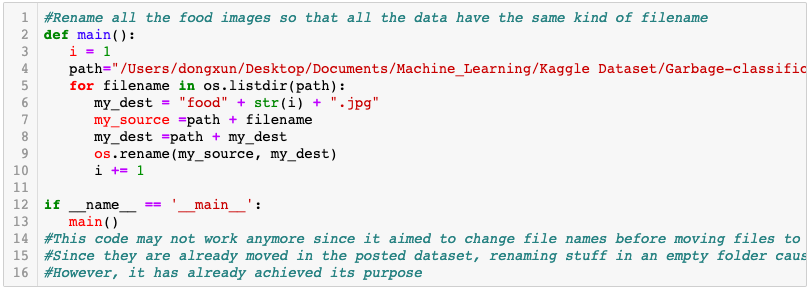 1 #Rename all the food images so that all the data have the same kind of filename
2 def main():
3 i = 1
4 path="/Users/dongxun/Desktop/Documents/Machine_Learning/Kaggle Dataset/Garbage-classific
5 for filename in os.listdir(path):
6 my_dest = "food" + str(i) + ".jpg"
7 my_source =path + filename
8 my_dest =path + my_dest
9 os.rename(my_source, my_dest)
10 i += 1
11
12 if __name__ == '__main__':
13 main()
14 #This code may not work anymore since it aimed to change file names before moving files to
15 #Since they are already moved in the posted dataset, renaming stuff in an empty folder caus
16 #However, it has already achieved its purpose